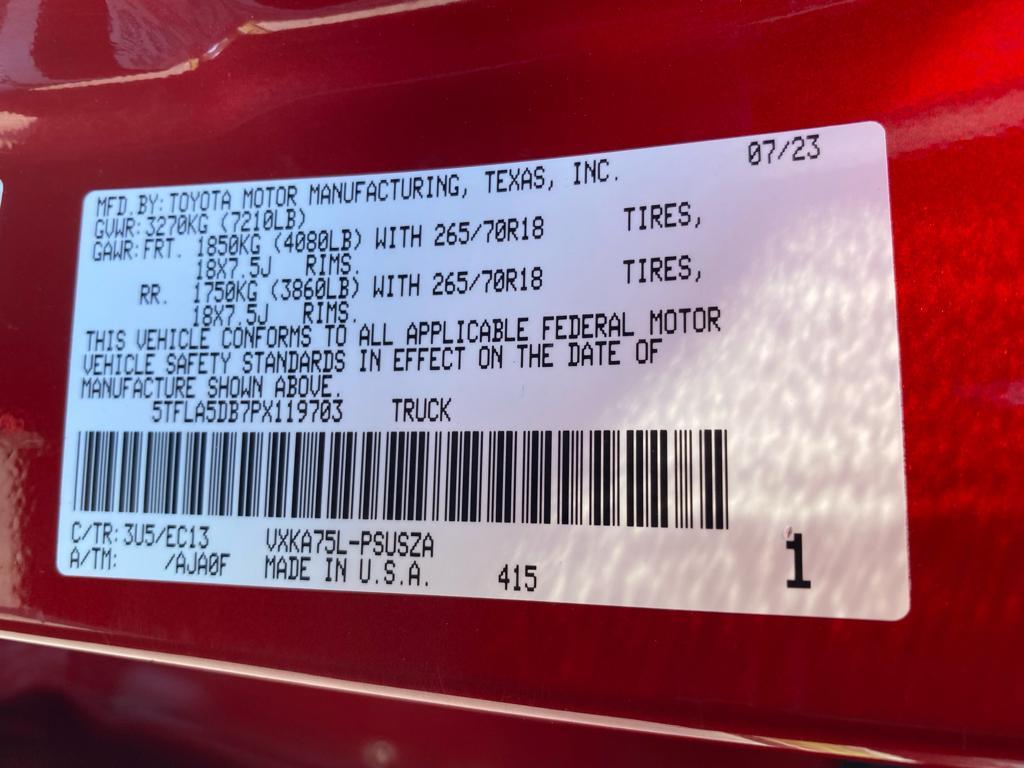 07/23
MFD.BY:TOYOTA MOTOR MANUFACTURING, TEXAS, INC.
GVWR:3270KG (7210LB)
GAWR:FRT. 1850KG (4080LB) WITH 265/70R18 TIRES,
18X7.5J RIMS.
RR. 1750KG (3860LB) WITH 265/70R18 TIRES,
18X7.5J RIMS.
THIS VEHICLE CONFORMS TO ALL APPLICABLE FEDERAL MOTOR
VEHICLE SAFETY STANDARDS IN EFFECT ON THE DATE OF
MANUFACTURE SHOWN ABOVE.
5TFLA5DB7PX119703 TRUCK
C/TR:3U5/EC13 VXKA75L-PSUSZA
A/TM: /AJA0F MADE IN U.S.A. 415 1